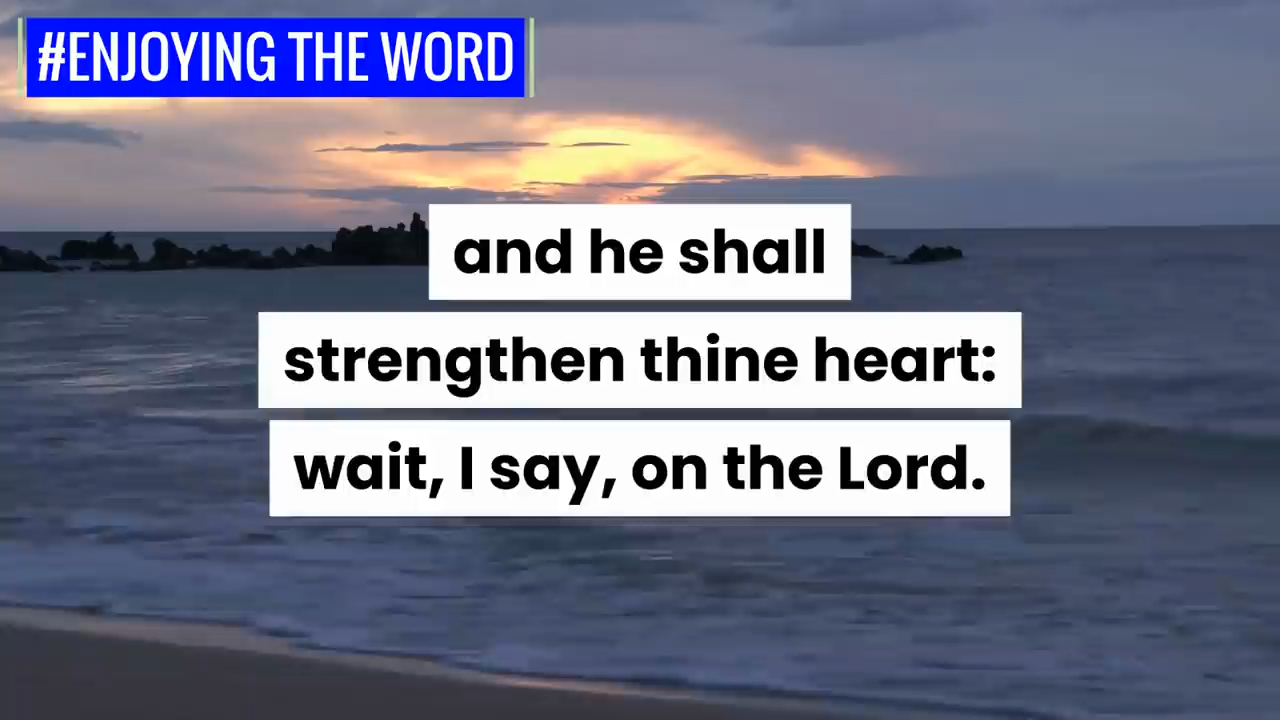 #ENJOYING THE WORD
and he shall
strengthen thine heart:
wait, I say, on the Lord.